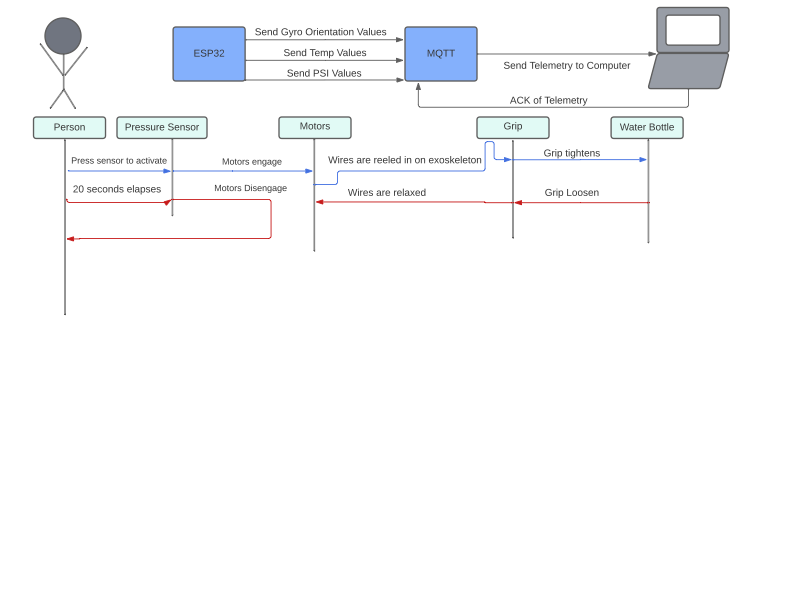 Send Gyro Orientation Values
ESP32
Send Temp Values
MQTT
Send PSI Values
Send Telemetry to Computer
ACK of Telemetry
Person
Pressure Sensor
Motors
Grip
Water Bottle
Press sensor to activate
Motors engage
Wires are reeled in on exoskeleton
Grip tightens
20 seconds elapses
Motors Disengage
Wires are relaxed
Grip Loosen